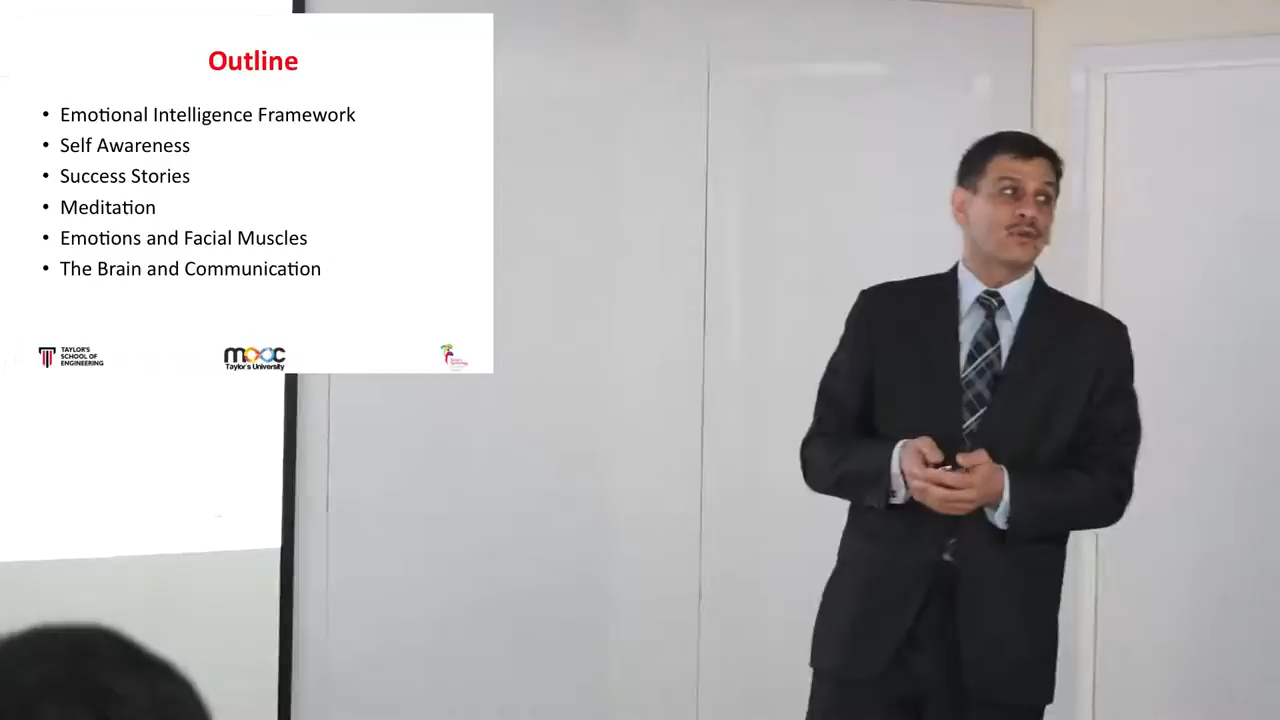 Outline
• Emotional Intelligence Framework
• Self Awareness
• Success Stories
• Meditation
• Emotions and Facial Muscles
• The Brain and Communication
TAYLOR'S
SCHOOL OF
ENGINEERING
mooc
Taylor's University